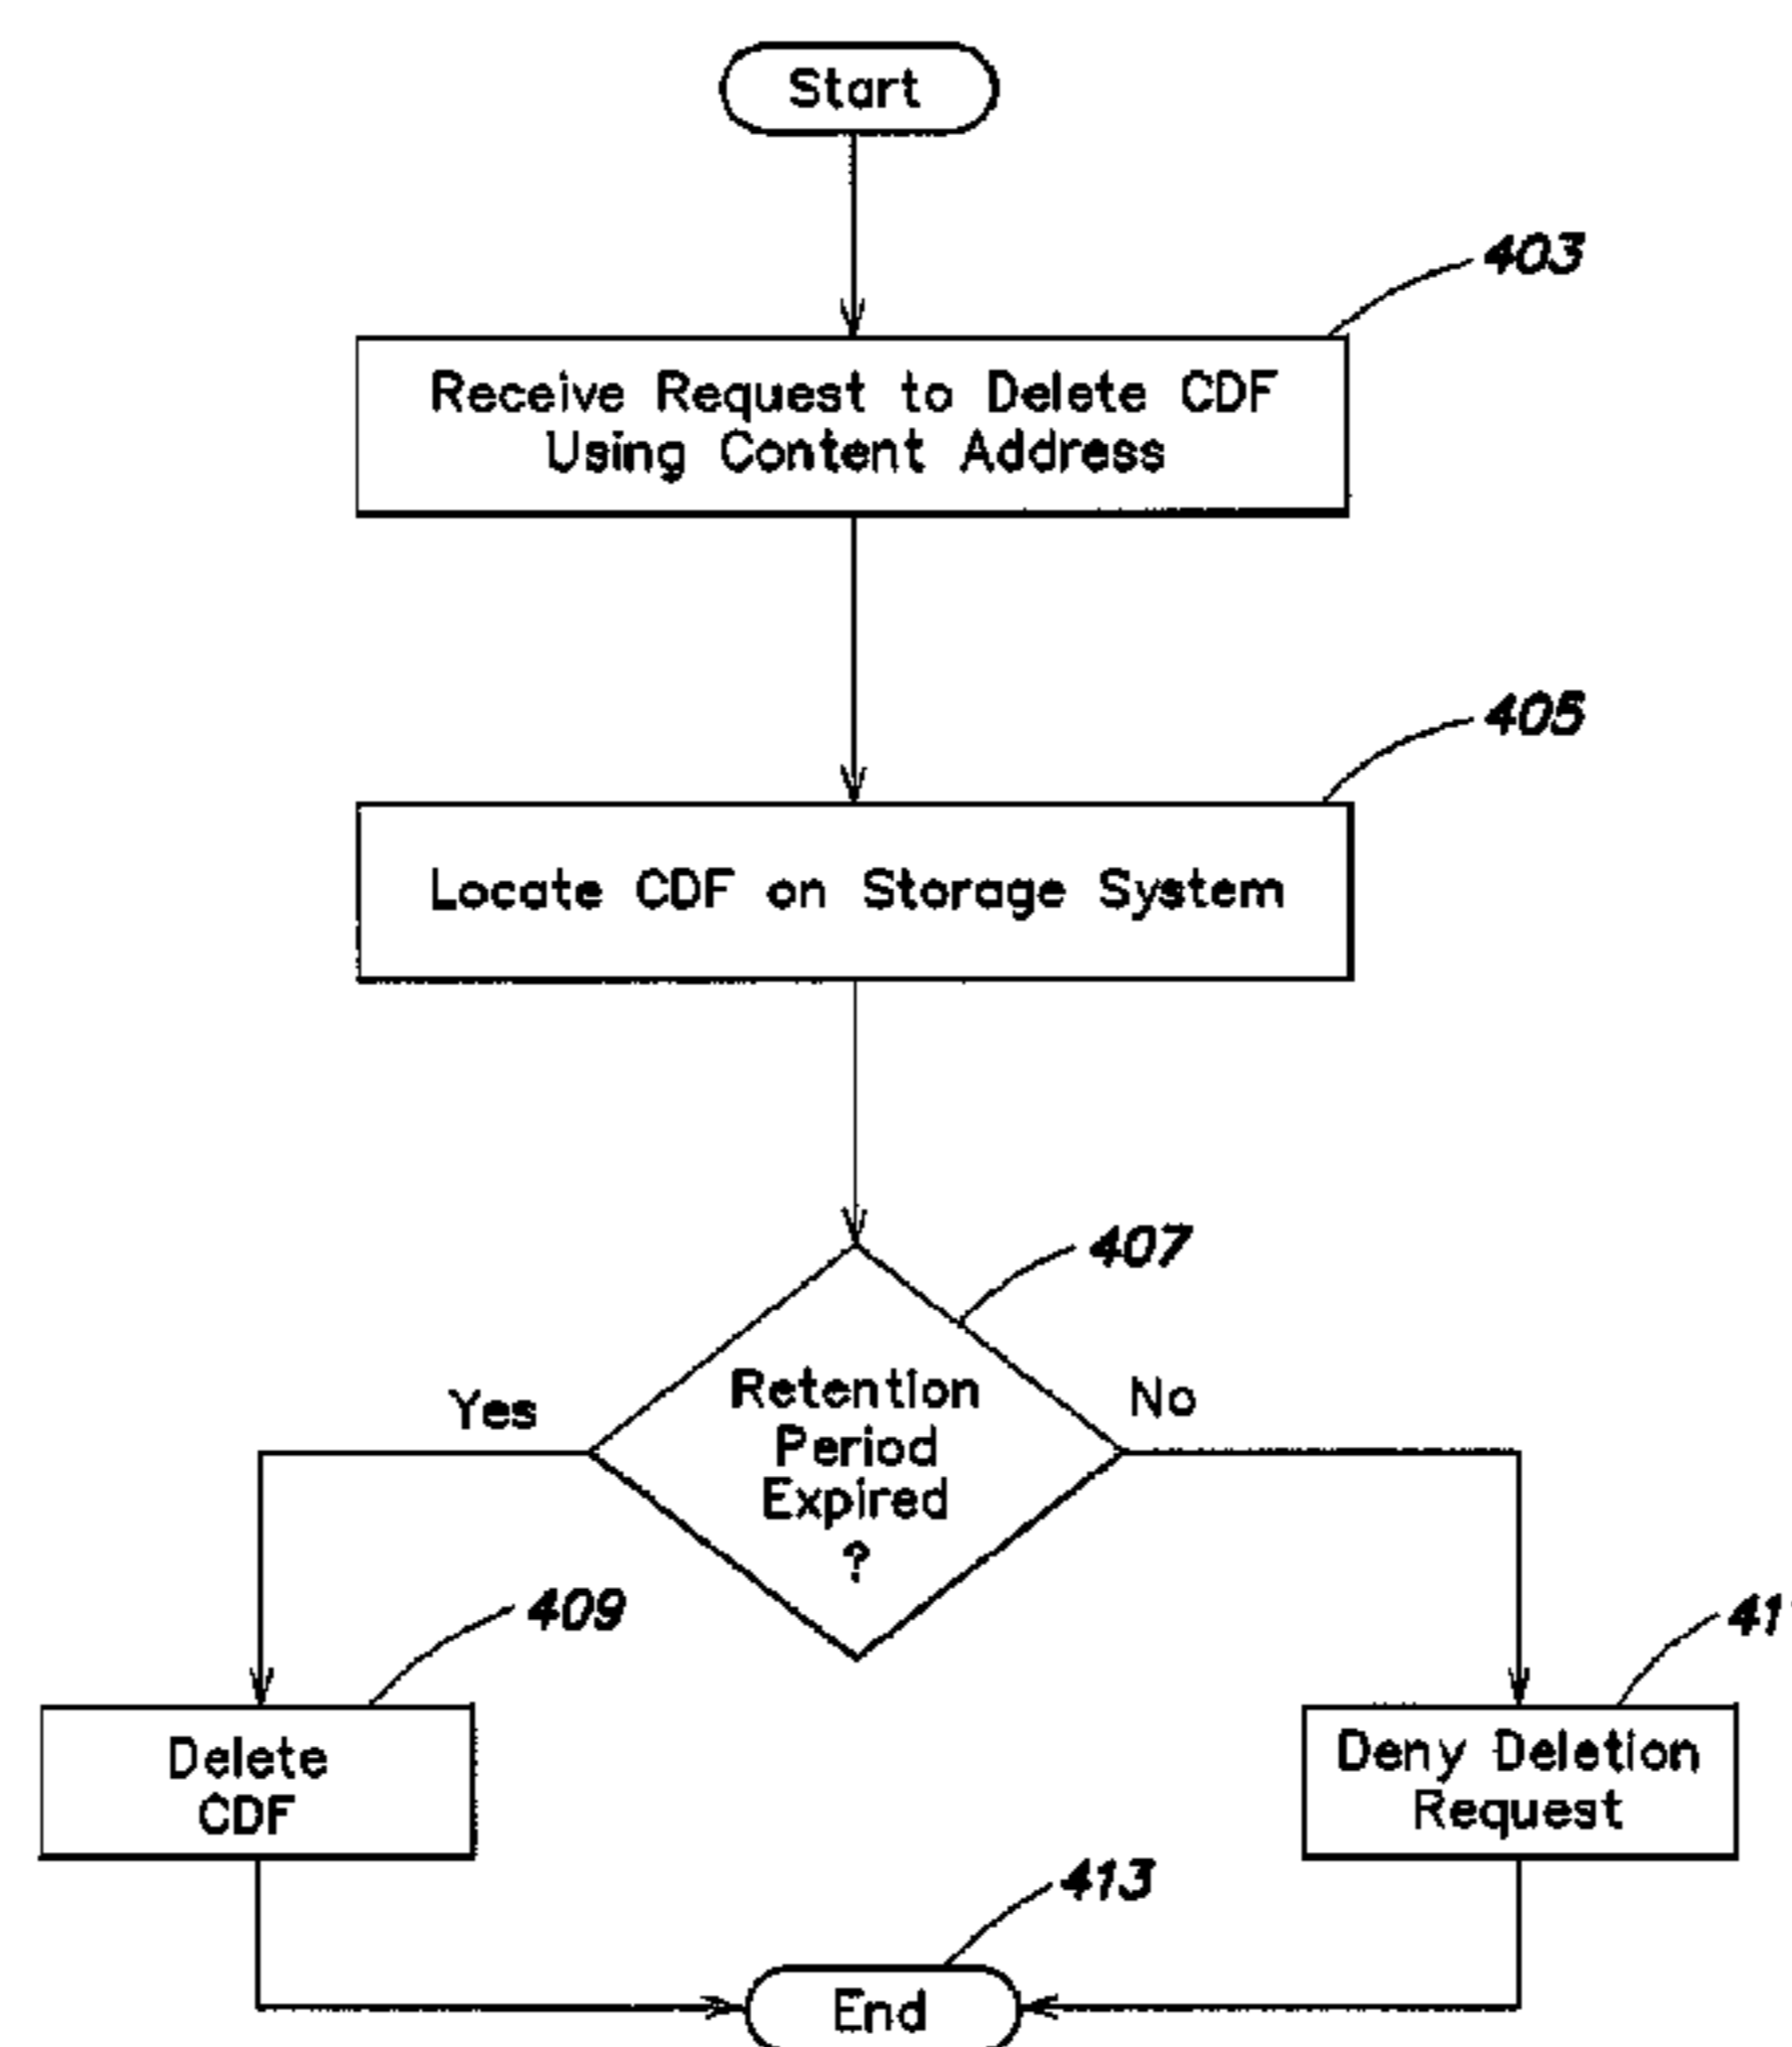 Start
403
Receive Request to Delete CDF
Using Content Address
405
Locate CDF on Storage System
407
Retention
Period
Expired
?
Yes
No
409
41
Delete
CDF
Deny Deletion
Request
413
End